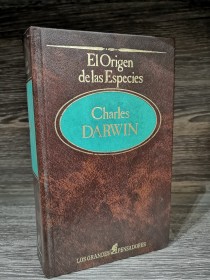 El Origen
de las Especies
Charles
DARWIN
LOS GRANDES PENSADORES